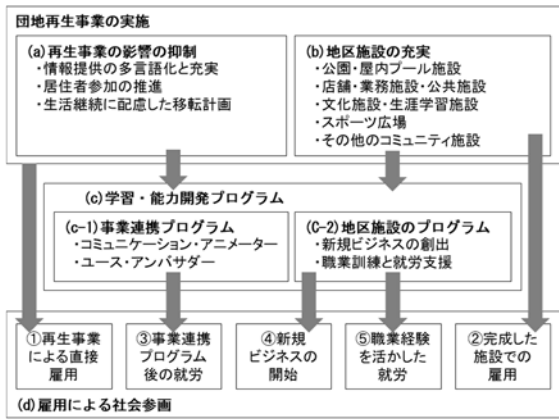 団地再生事業の実施
(a)再生事業の影響の抑制
・情報提供の多言語化と充実
・居住者参加の推進
・生活継続に配慮した移転計画
(b)地区施設の充実
・公園・屋内プール施設
・店舗・業務施設・公共施設
・文化施設・生涯学習施設
・スポーツ広場
・その他のコミュニティ施設
(c)学習・能力開発プログラム
(c-1)事業連携プログラム
・コミュニケーション・アニメーター
・ユース・アンバサダー
(C-2)地区施設のプログラム
・新規ビジネスの創出
・職業訓練と就労支援
①再生事業
による直接
雇用
③事業連携
プログラム
後の就労
④新規
ビジネスの
開始
⑤職業経験
を活かした
就労
②完成した
施設での
雇用
(d)雇用による社会参画